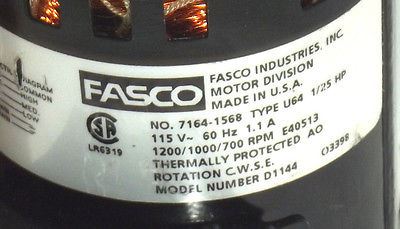 DIAGRAM
COMMON
HIGH
MED
LOW
FASCO
FASCO INDUSTRIES, INC.
MOTOR DIVISION
MADE IN U.S.A.
LR6319
NO. 7164-1568 TYPE U64 1/25 HP
115 V~ 60 Hz 1.1 A
1200/1000/700 RPM E40513
THERMALLY PROTECTED AO
ROTATION C.W.S.E. O3398
MODEL NUMBER D1144